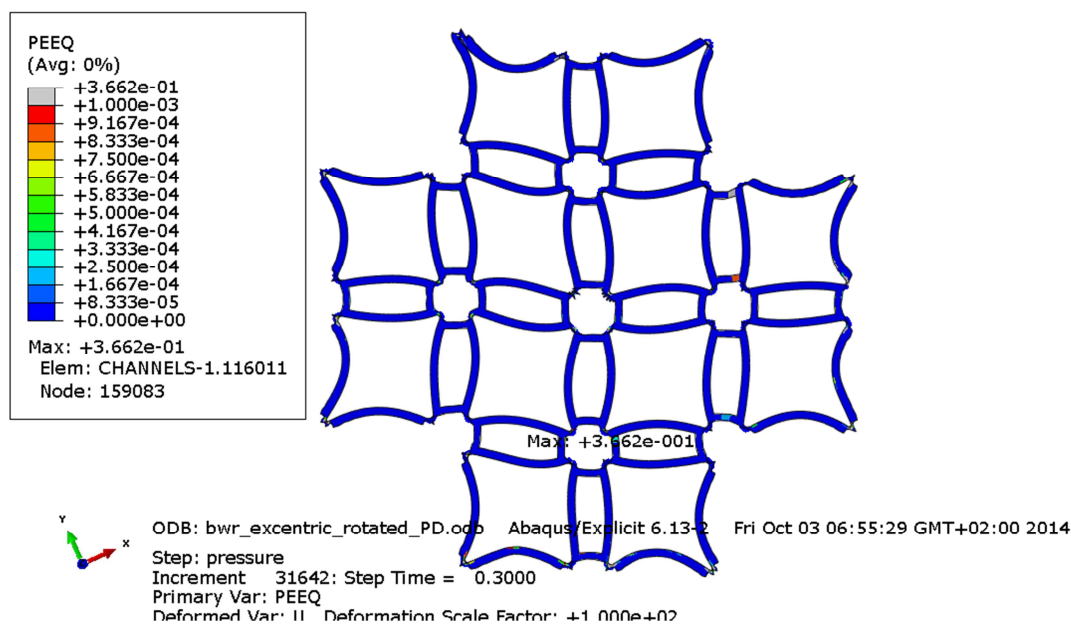 PEEQ
(Avg: 0%)
+3.662e-01
+1.000e-03
+9.167e-04
+8.333e-04
+7.500e-04
+6.667e-04
+5.833e-04
+5.000e-04
+4.167e-04
+3.333e-04
+2.500e-04
+1.667e-04
+8.333e-05
+0.000e+00
Max: +3.662e-01
Elem: CHANNELS-1.116011
Node: 159083
Max: +3.662e-001
Y
X
ODB: bwr_excentric_rotated_PD.odb Abaqus/Explicit 6.13-2 Fri Oct 03 06:55:29 GMT+02:00 2014
Step: pressure
Increment 31642: Step Time = 0.3000
Primary Var: PEEQ
Deformed Var: U Deformation Scale Factor: +1.000e+02